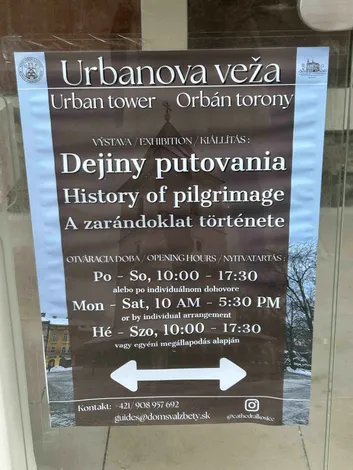 Urbanova veža
Urban tower Orbán torony
VÝSTAVA / EXHIBITION / KIÁLLÍTÁS :
Dejiny putovania
History of pilgrimage
A zarándoklat története
OTVÁRACIA DOBA / OPENING HOURS / NYITVATARTÁS :
Po - So, 10:00 - 17:30
alebo po individuálnom dohovore
Mon - Sat, 10 AM - 5:30 PM
or by individual arrangement
Hé - Szo, 10:00 - 17:30
vagy egyéni megállapodás alapján
Kontakt: +421/ 908 957 692
guides@domsvalzbety.sk @cathedralkosice